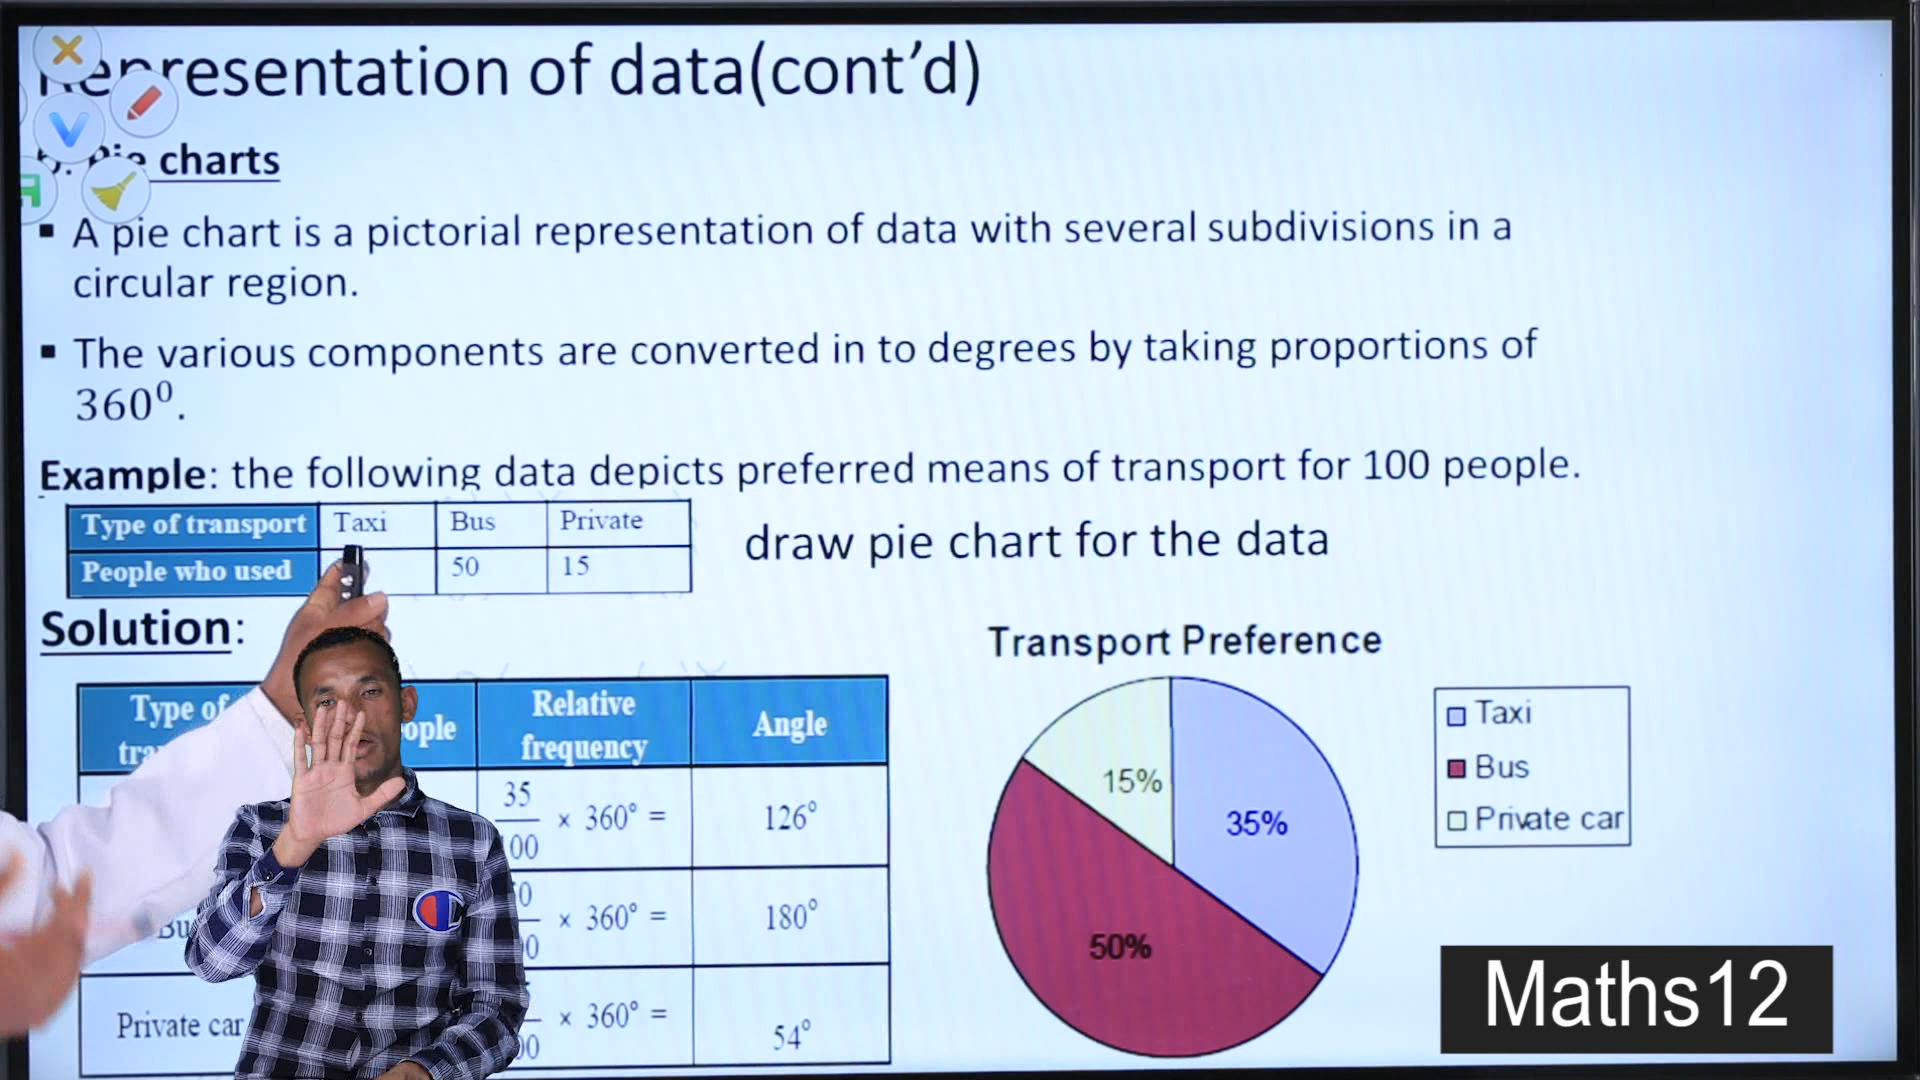 Representation of data(cont’d)
charts
▪ A pie chart is a pictorial representation of data with several subdivisions in a
circular region.
▪ The various components are converted in to degrees by taking proportions of
360⁰.
Example: the following data depicts preferred means of transport for 100 people.
Type of transport Taxi Bus Private
People who used 50 15
draw pie chart for the data
Solution:
Transport Preference
Type of Relative
frequency Angle
35
× 360° = 126°
× 360° = 180°
Private car × 360° = 54°
15%
35%
50%
Taxi
Bus
Private car
Maths12